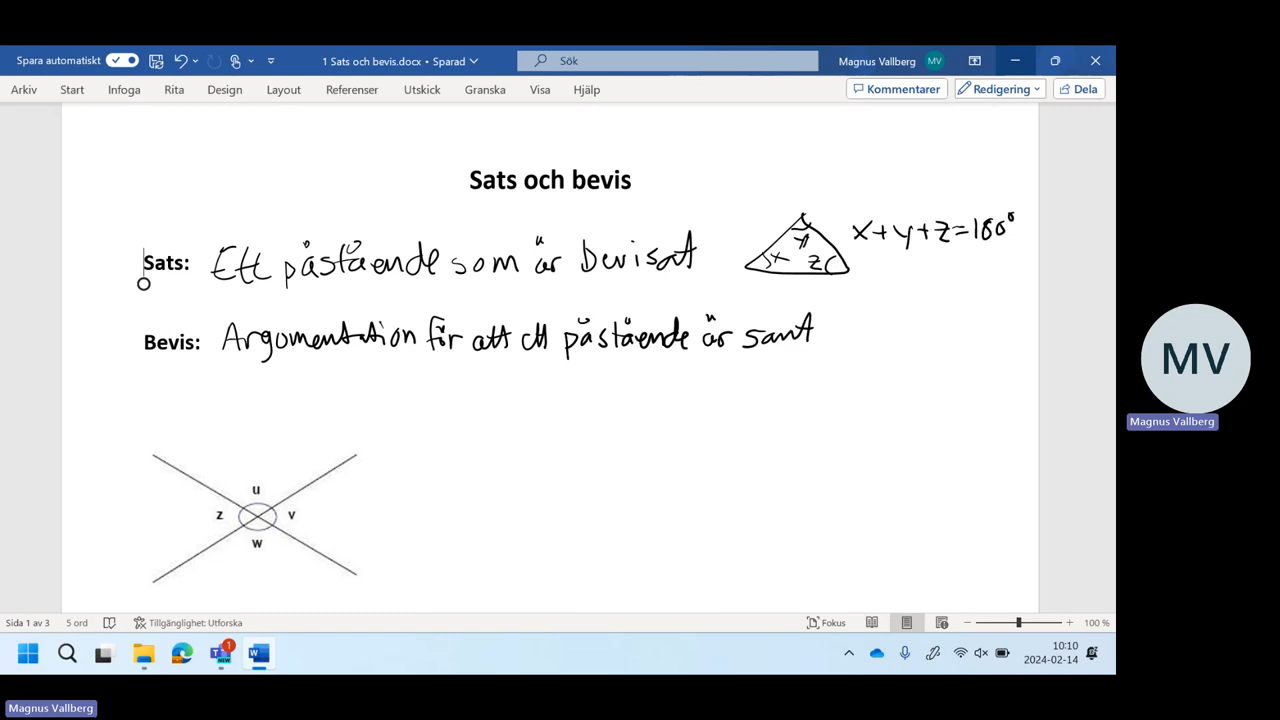 Spara automatiskt
1 Sats och bevis.docx • Sparad
Sök
Magnus Vallberg
MV
Arkiv Start Infoga Rita Design Layout Referenser Utskick Granska Visa Hjälp
Kommentarer
Redigering
Dela
Sats och bevis
Sats: Ett påstående som är bevisat
x y z
x+y+z=180°
Bevis: Argumentation för att ett påstående är sant
u
z v
w
MV
Magnus Vallberg
Sida 1 av 3 5 ord Tillgänglighet: Utforska
Fokus
100 %
1
NEW
10:10
2024-02-14
Magnus Vallberg